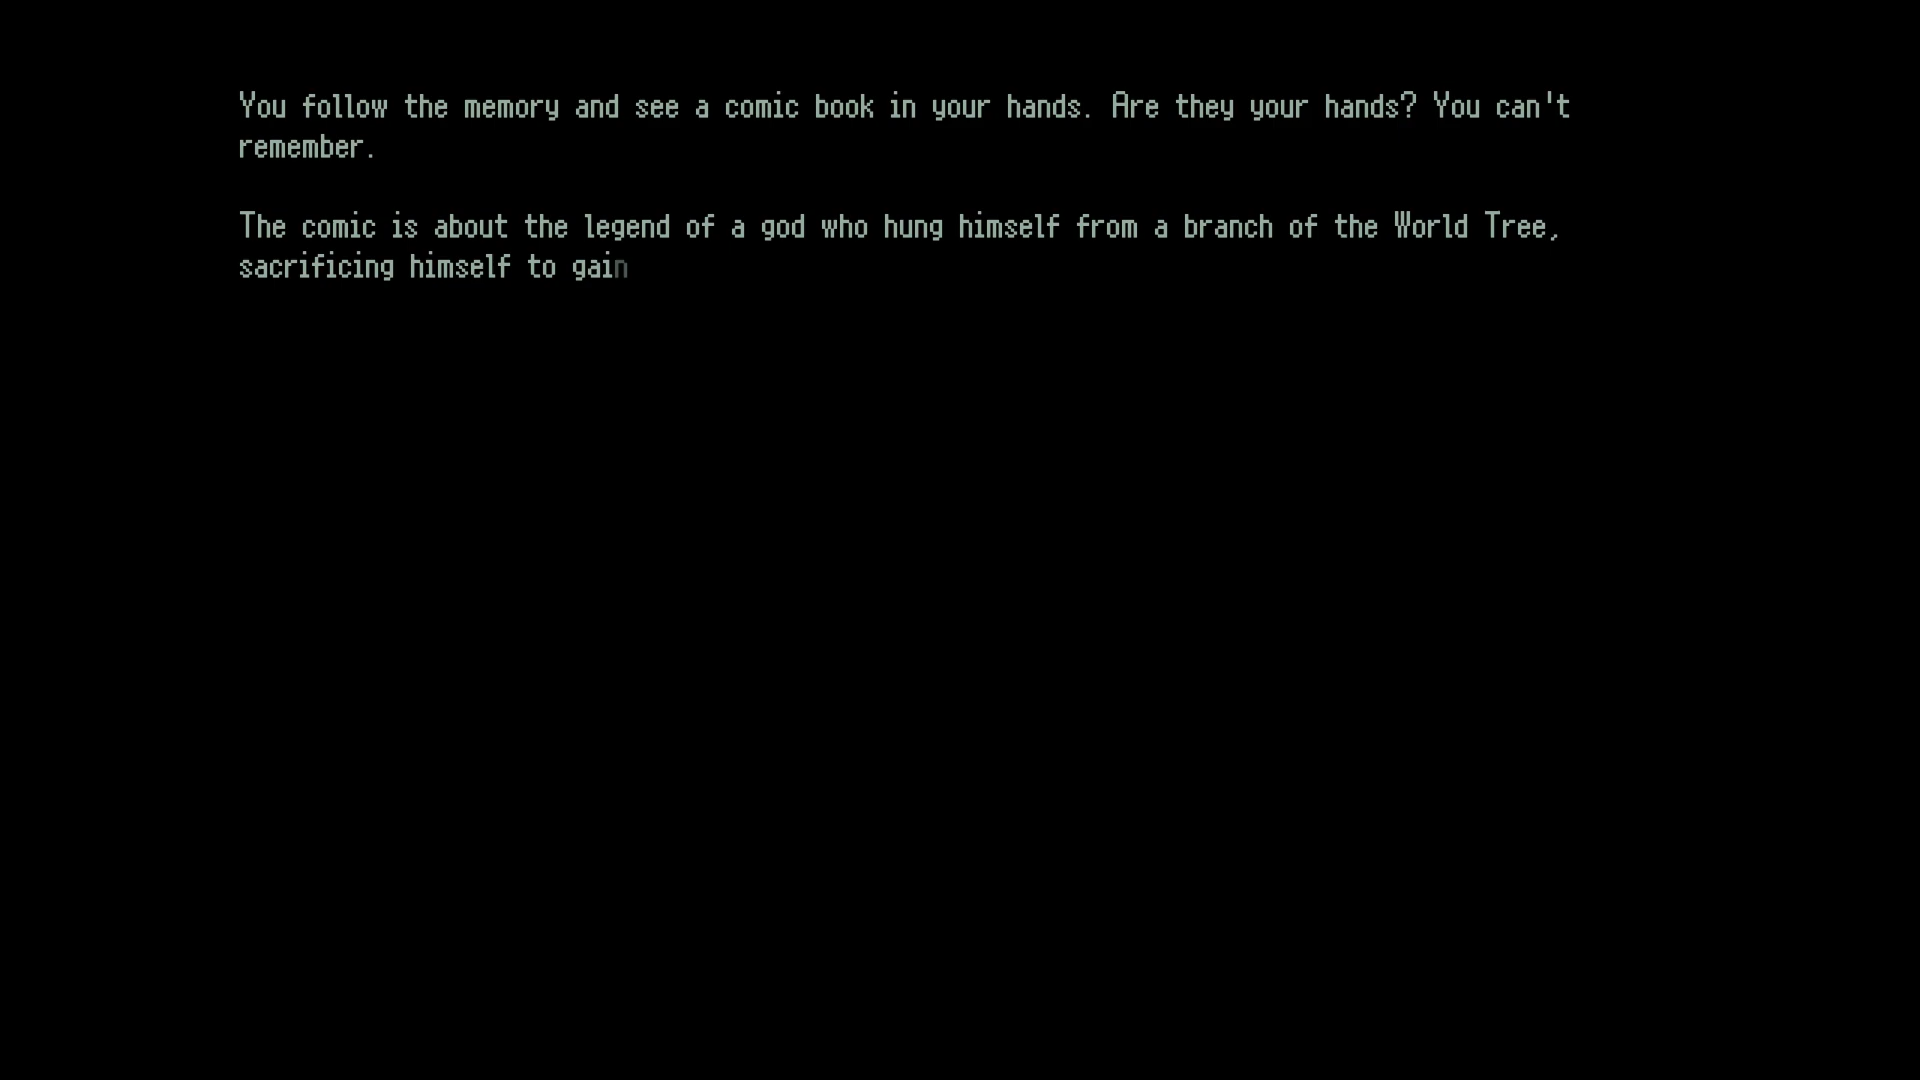 You follow the memory and see a comic book in your hands. Are they your hands? You can't
remember.
The comic is about the legend of a god who hung himself from a branch of the World Tree,
sacrificing himself to gain